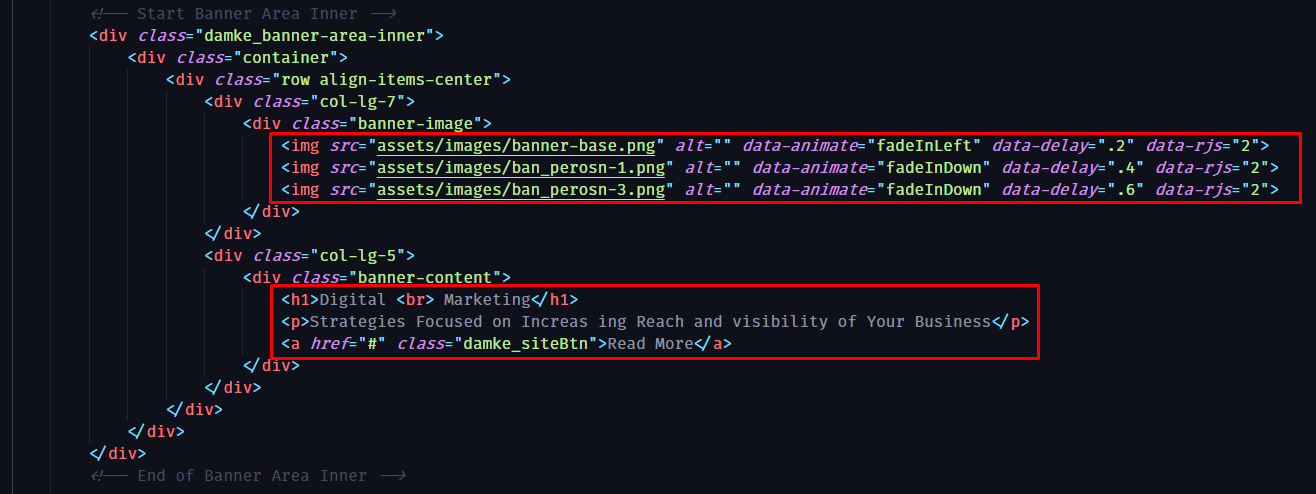 <!-- Start Banner Area Inner -->
<div class="damke_banner-area-inner">
<div class="container">
<div class="row align-items-center">
<div class="col-lg-7">
<div class="banner-image">
<img src="assets/images/banner-base.png" alt="" data-animate="fadeInLeft" data-delay=".2" data-rjs="2">
<img src="assets/images/ban_perosn-1.png" alt="" data-animate="fadeInDown" data-delay=".4" data-rjs="2">
<img src="assets/images/ban_perosn-3.png" alt="" data-animate="fadeInDown" data-delay=".6" data-rjs="2">
</div>
</div>
<div class="col-lg-5">
<div class="banner-content">
<h1>Digital <br> Marketing</h1>
<p>Strategies Focused on Increas ing Reach and visibility of Your Business</p>
<a href="#" class="damke_siteBtn">Read More</a>
</div>
</div>
</div>
</div>
</div>
<!-- End of Banner Area Inner -->